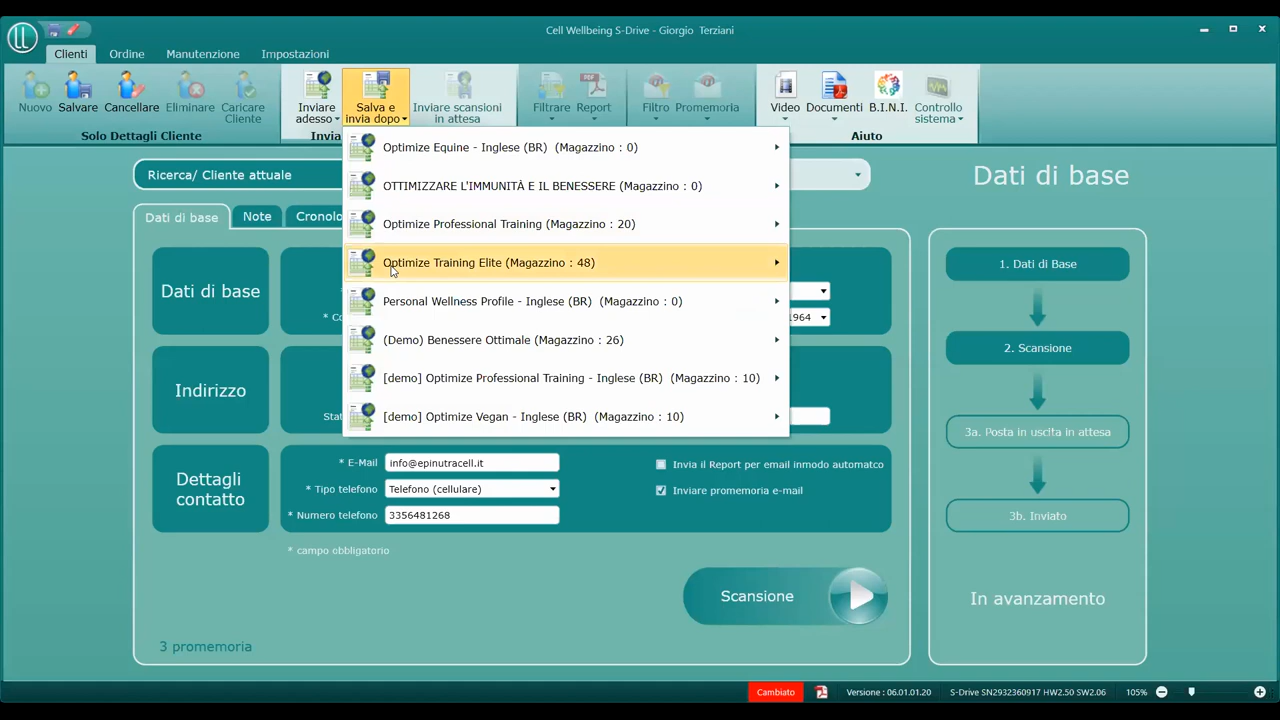 Cell Wellbeing S-Drive - Giorgio Terziani
Clienti Ordine Manutenzione Impostazioni
Nuovo
Salvare
Cancellare
Eliminare
Caricare
Cliente
Solo Dettagli Cliente
Inviare
adesso
Salva e
invia dopo
Inviare scansioni
in attesa
Invia
Filtrare
Report
Filtro
Promemoria
Video
Documenti
B.I.N.I.
Controllo
sistema
Aiuto
Optimize Equine - Inglese (BR) (Magazzino : 0)
OTTIMIZZARE L'IMMUNITÀ E IL BENESSERE (Magazzino : 0)
Optimize Professional Training (Magazzino : 20)
Optimize Training Elite (Magazzino : 48)
Personal Wellness Profile - Inglese (BR) (Magazzino : 0)
(Demo) Benessere Ottimale (Magazzino : 26)
[demo] Optimize Professional Training - Inglese (BR) (Magazzino : 10)
[demo] Optimize Vegan - Inglese (BR) (Magazzino : 10)
Ricerca/ Cliente attuale
Dati di base
Dati di base Note Cronolo
Dati di base
* Co
1964
Indirizzo
Stat
Dettagli
contatto
* E-Mail info@epinutracell.it
* Tipo telefono Telefono (cellulare)
* Numero telefono 3356481268
Invia il Report per email inmodo automatco
Inviare promemoria e-mail
* campo obbligatorio
Scansione
3 promemoria
1. Dati di Base
2. Scansione
3a. Posta in uscita in attesa
3b. Inviato
In avanzamento
Cambiato
Versione : 06.01.01.20
S-Drive SN2932360917 HW2.50 SW2.06
105%